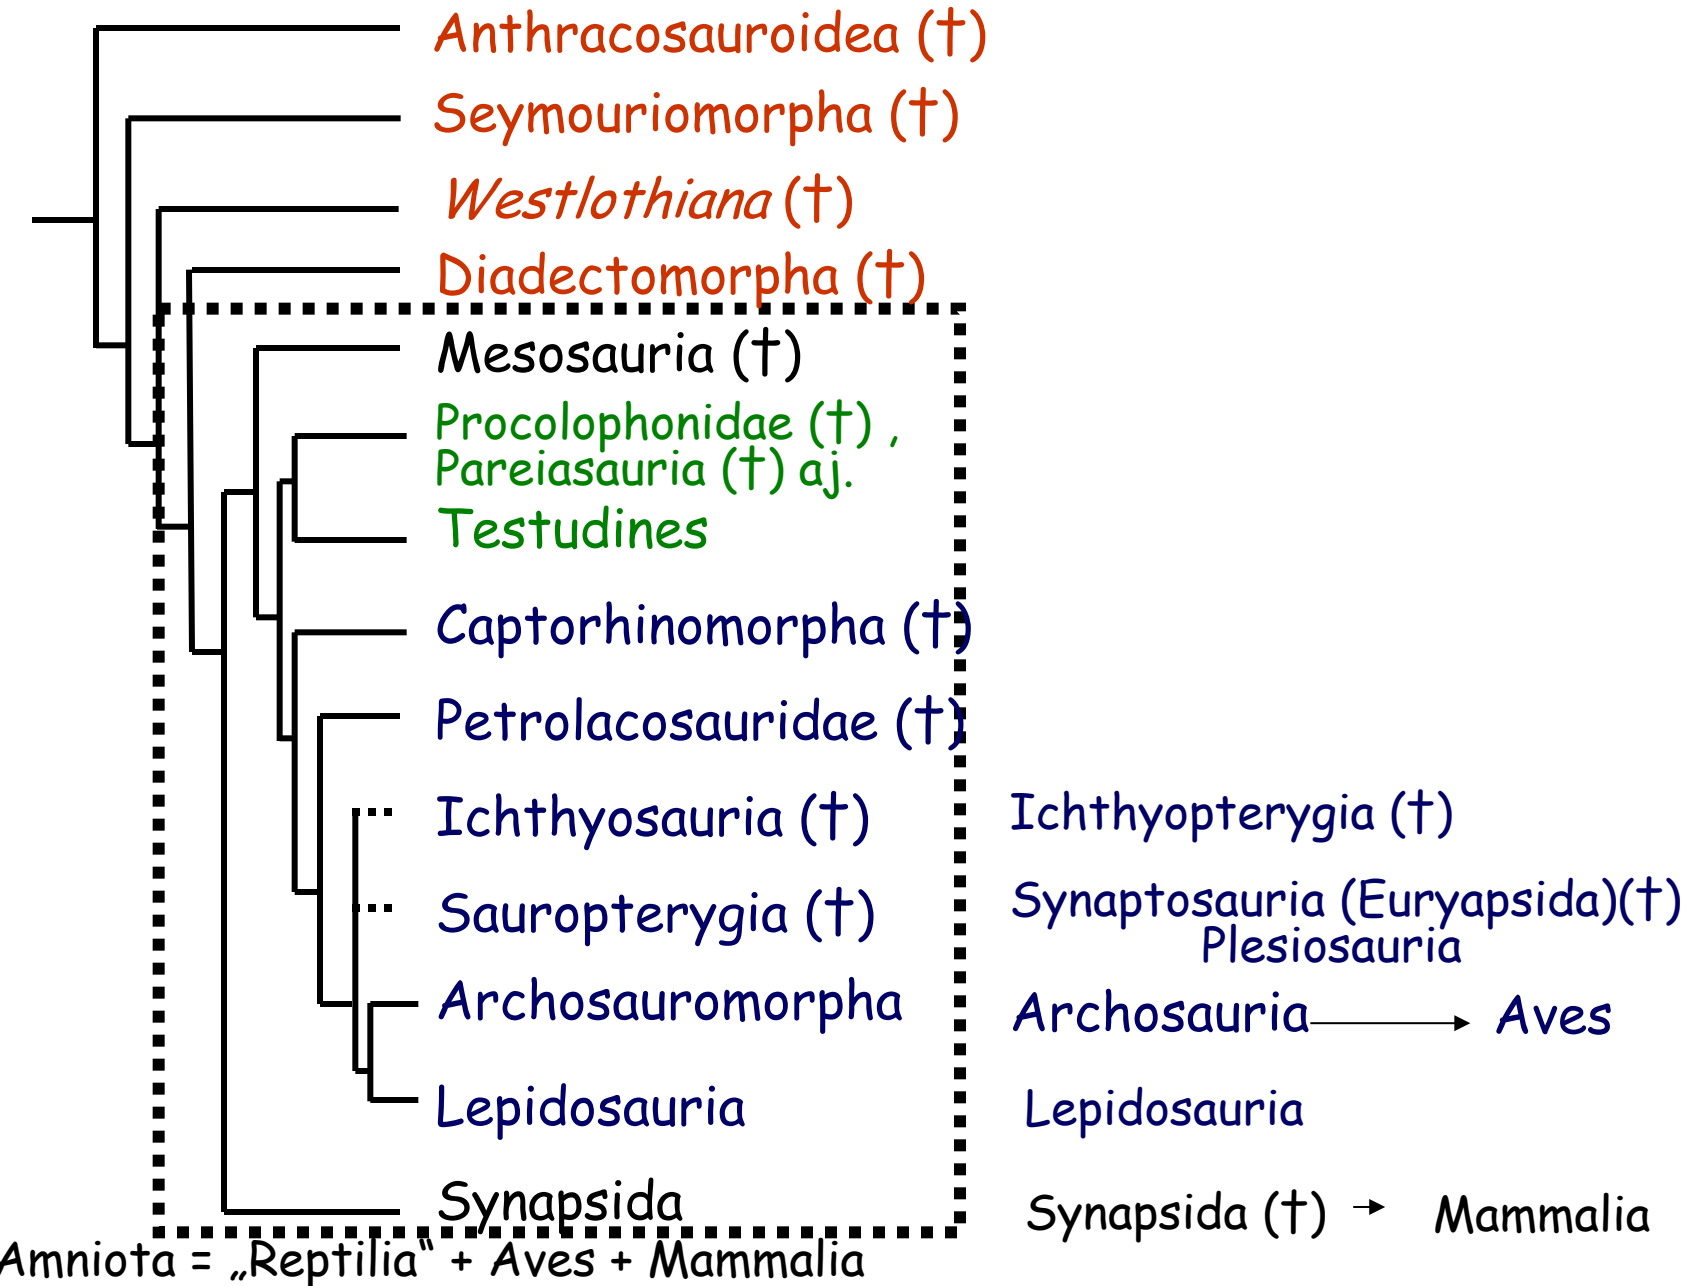 Anthracosauroidea (†)
Seymouriomorpha (†)
Westlothiana (†)
Diadectomorpha (†)
Mesosauria (†)
Procolophonidae (†) ,
Pareiasauria (†) aj.
Testudines
Captorhinomorpha (†)
Petrolacosauridae (†)
Ichthyosauria (†) Ichthyopterygia (†)
Sauropterygia (†) Synaptosauria (Euryapsida)(†)
Plesiosauria
Archosauromorpha Archosauria Aves
Lepidosauria Lepidosauria
Synapsida Synapsida (†) Mammalia
Amniota = „Reptilia“ + Aves + Mammalia